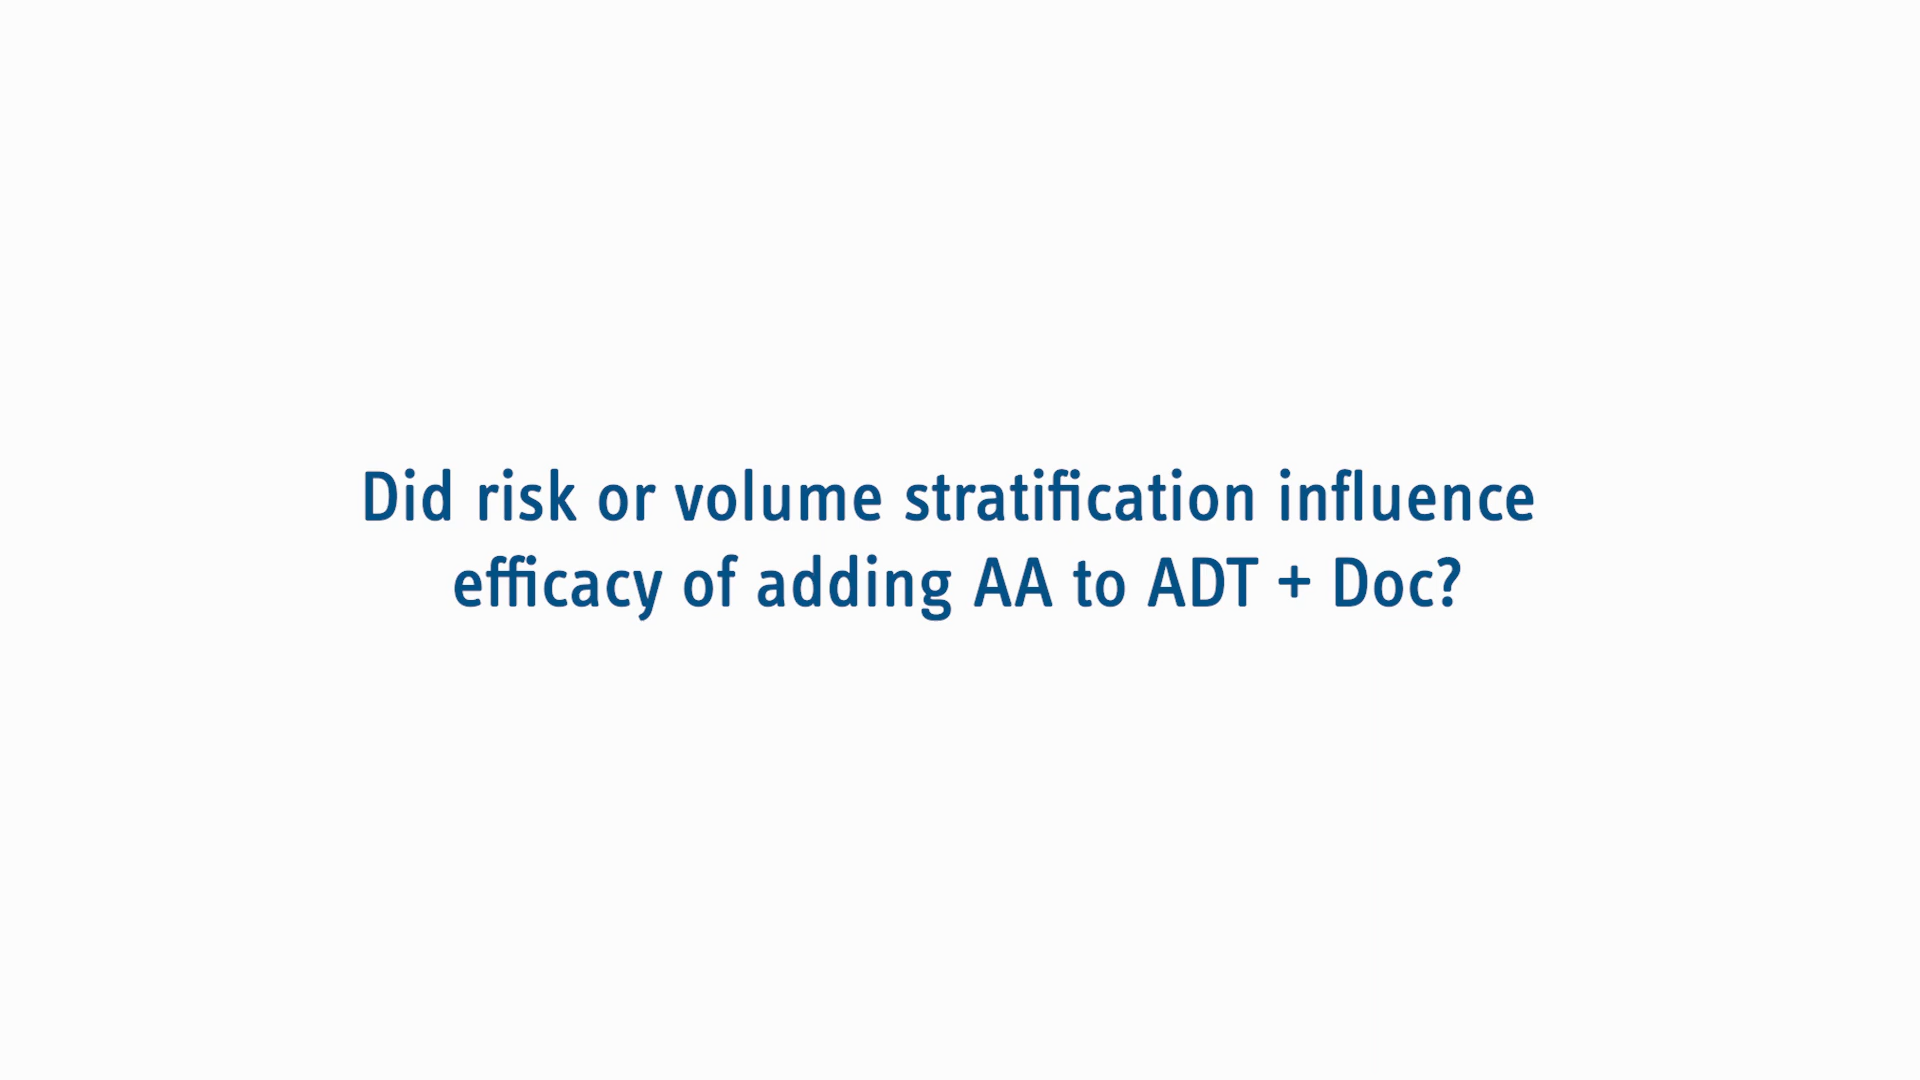 Did risk or volume stratification influence
efficacy of adding AA to ADT + Doc?